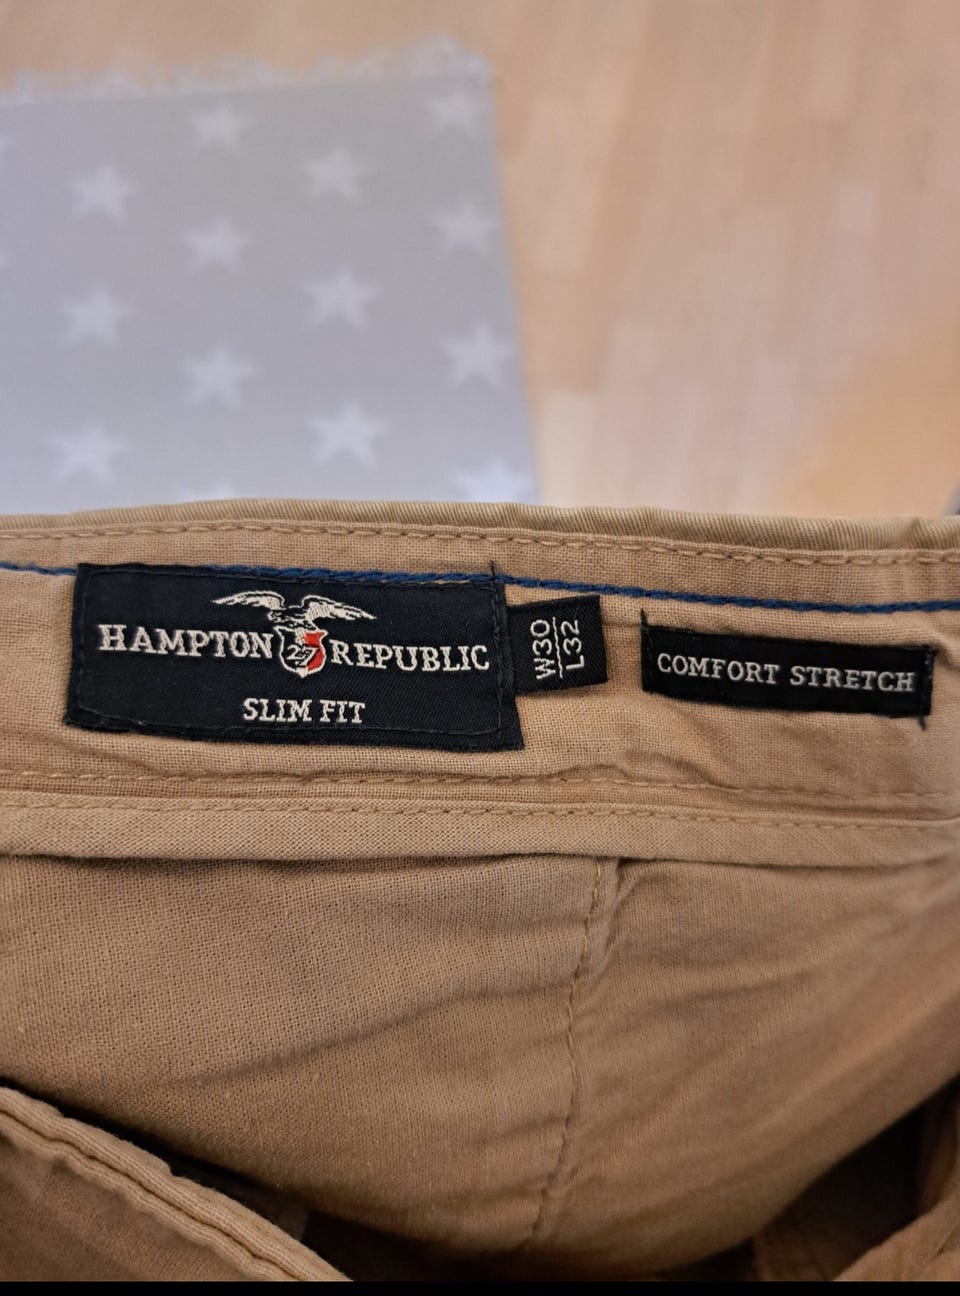 HAMPTON 27 REPUBLIC
SLIM FIT
W30
L32
COMFORT STRETCH